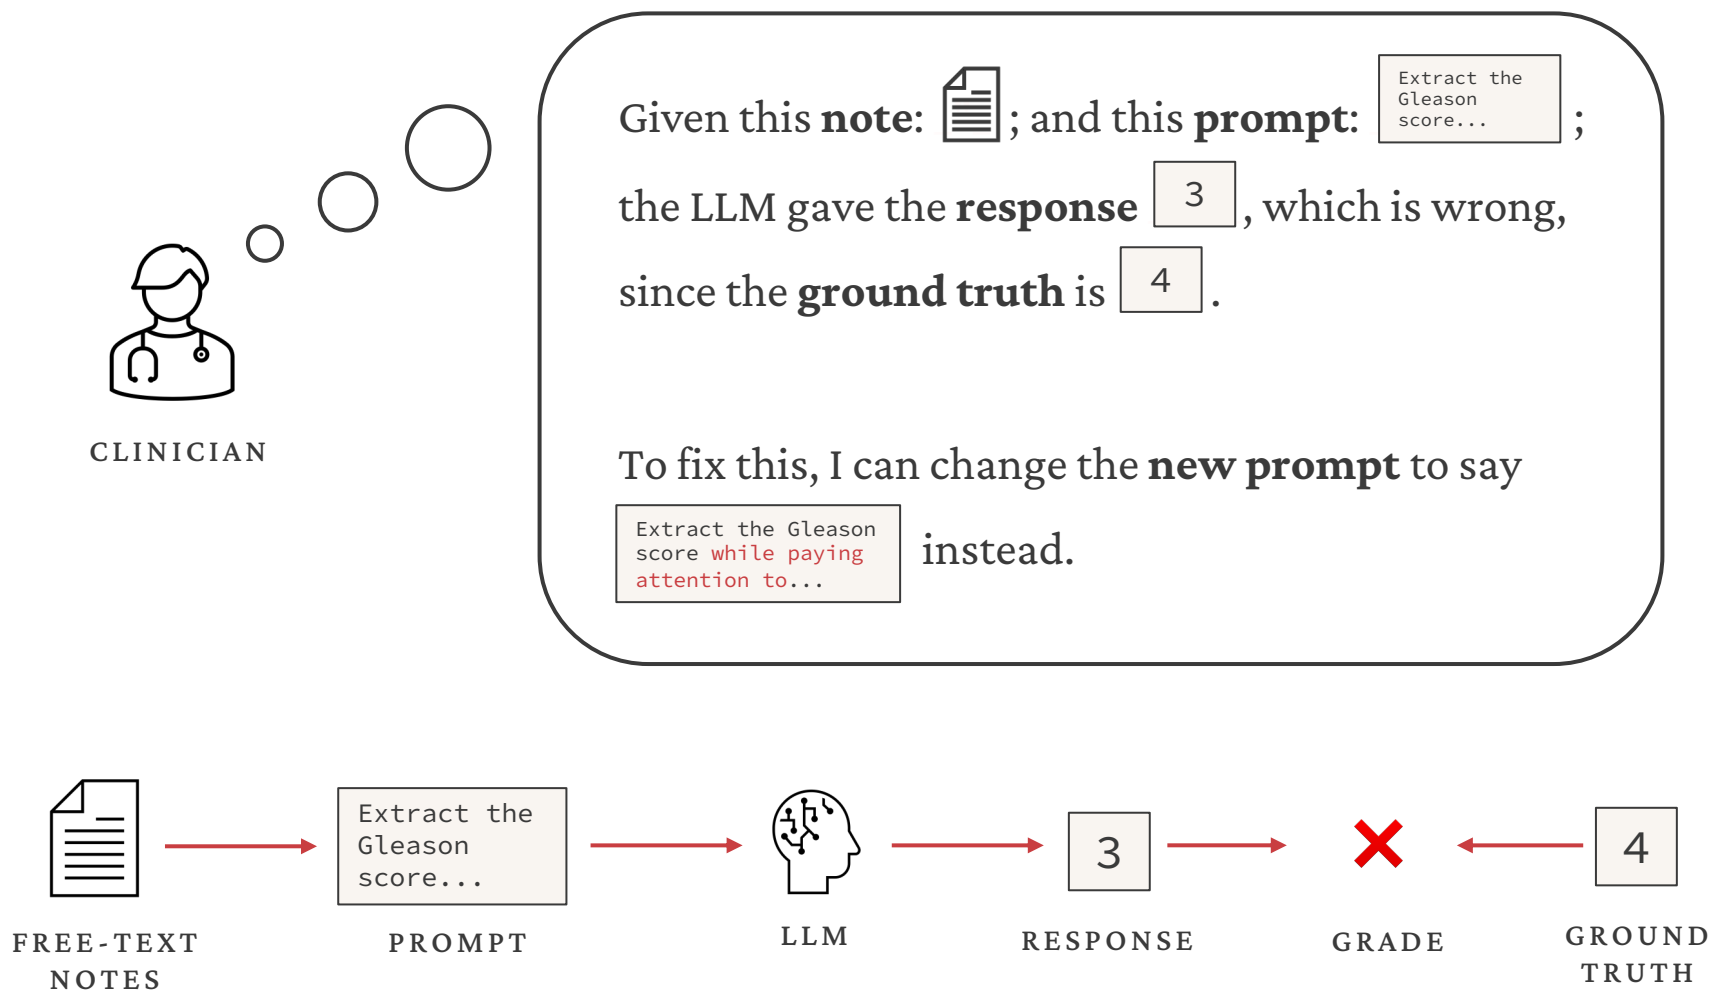 Given this note: ; and this prompt: Extract the Gleason score... ;
the LLM gave the response 3 , which is wrong,
since the ground truth is 4 .
CLINICIAN
To fix this, I can change the new prompt to say
Extract the Gleason
score while paying
attention to...
instead.
Extract the
Gleason
score...
3
4
FREE-TEXT
NOTES
PROMPT
LLM
RESPONSE
GRADE
GROUND
TRUTH